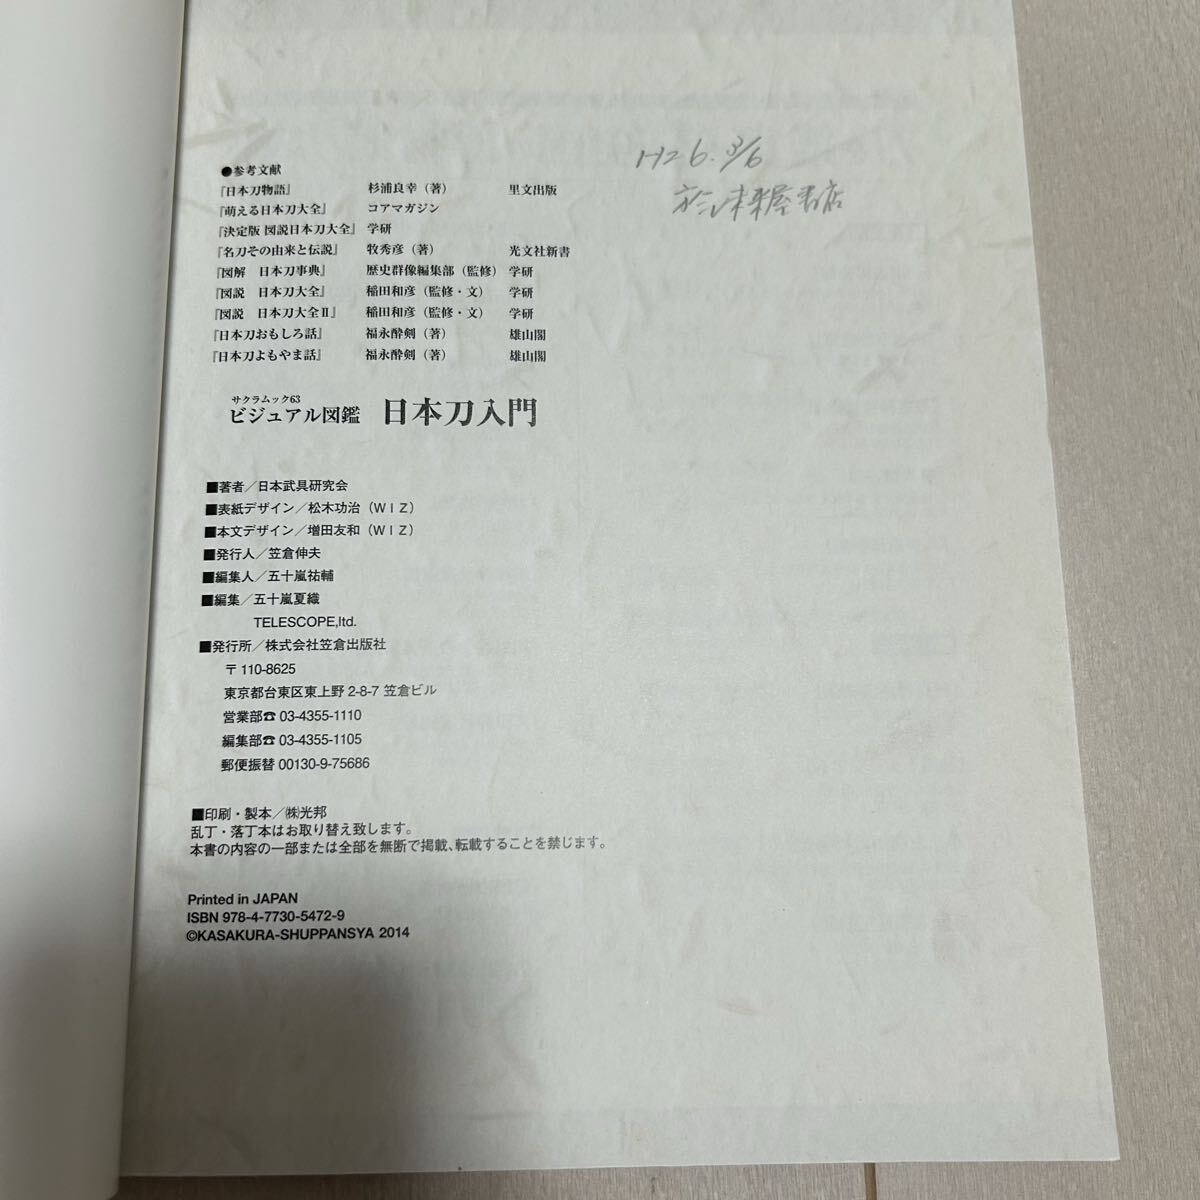 ●参考文献
『日本刀物語』 杉浦良幸（著） 里文出版
『萌える日本刀大全』 コアマガジン
『決定版 図説日本刀大全』 学研
『名刀その由来と伝説』 牧秀彦（著） 光文社新書
『図解 日本刀事典』 歴史群像編集部（監修） 学研
『図説 日本刀大全』 稲田和彦（監修・文） 学研
『図説 日本刀大全Ⅱ』 稲田和彦（監修・文） 学研
『日本刀おもしろ話』 福永酔剣（著） 雄山閣
『日本刀よもやま話』 福永酔剣（著） 雄山閣
H26. 3/6
未来屋書店
サクラムック63
ビジュアル図鑑 日本刀入門
■著者／日本武具研究会
■表紙デザイン／松木功治（ＷＩＺ）
■本文デザイン／増田友和（ＷＩＺ）
■発行人／笠倉伸夫
■編集人／五十嵐祐輔
■編集／五十嵐夏織
TELESCOPE,ltd.
■発行所／株式会社笠倉出版社
〒110-8625
東京都台東区東上野 2-8-7 笠倉ビル
営業部☎ 03-4355-1110
編集部☎ 03-4355-1105
郵便振替 00130-9-75686
■印刷・製本／㈱光邦
乱丁・落丁本はお取り替え致します。
本書の内容の一部または全部を無断で掲載、転載することを禁じます。
Printed in JAPAN
ISBN 978-4-7730-5472-9
©KASAKURA-SHUPPANSYA 2014